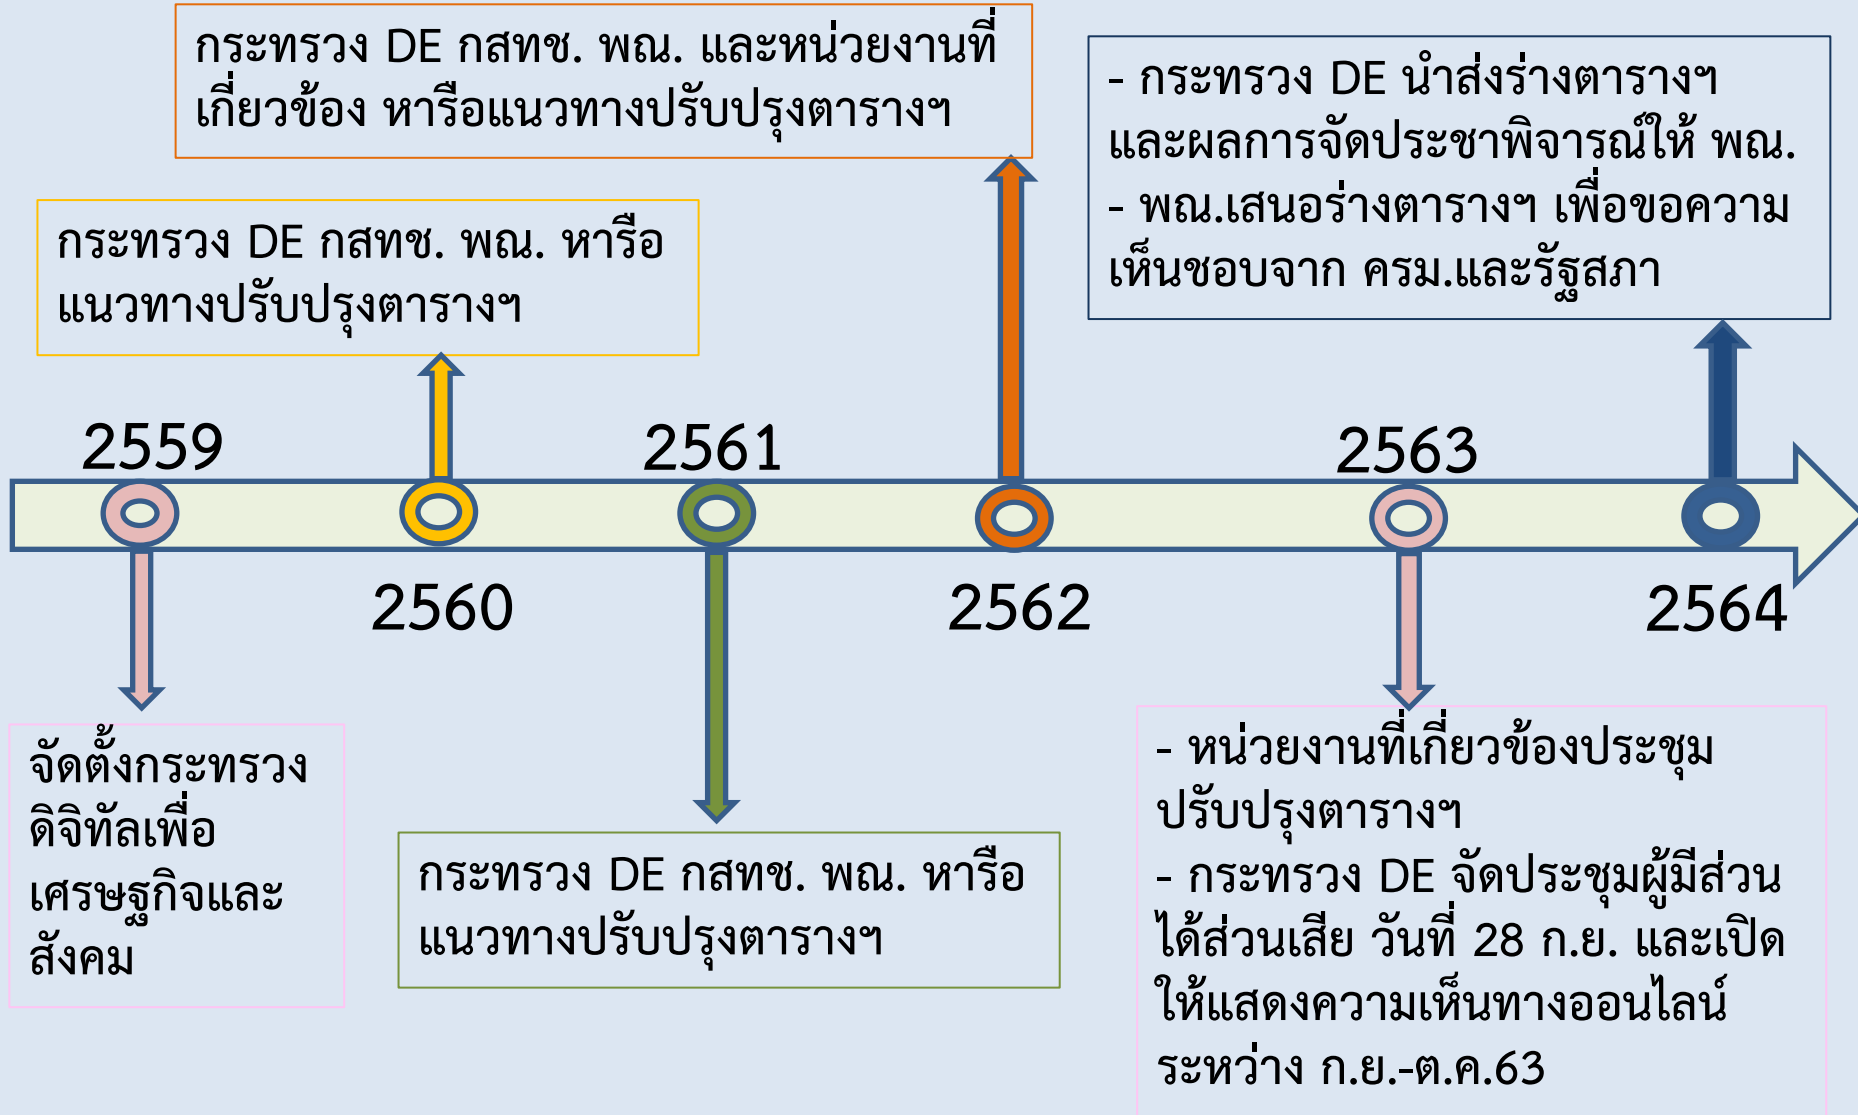 กระทรวง DE กสทช. พณ. และหน่วยงานที่
เกี่ยวข้อง หารือแนวทางปรับปรุงตารางฯ
- กระทรวง DE นำส่งร่างตารางฯ
และผลการจัดประชาพิจารณ์ให้ พณ.
- พณ.เสนอร่างตารางฯ เพื่อขอความ
เห็นชอบจาก ครม.และรัฐสภา
กระทรวง DE กสทช. พณ. หารือ
แนวทางปรับปรุงตารางฯ
2559
2561
2563
2560
2562
2564
จัดตั้งกระทรวง
ดิจิทัลเพื่อ
เศรษฐกิจและ
สังคม
กระทรวง DE กสทช. พณ. หารือ
แนวทางปรับปรุงตารางฯ
- หน่วยงานที่เกี่ยวข้องประชุม
ปรับปรุงตารางฯ
- กระทรวง DE จัดประชุมผู้มีส่วน
ได้ส่วนเสีย วันที่ 28 ก.ย. และเปิด
ให้แสดงความเห็นทางออนไลน์
ระหว่าง ก.ย.-ต.ค.63